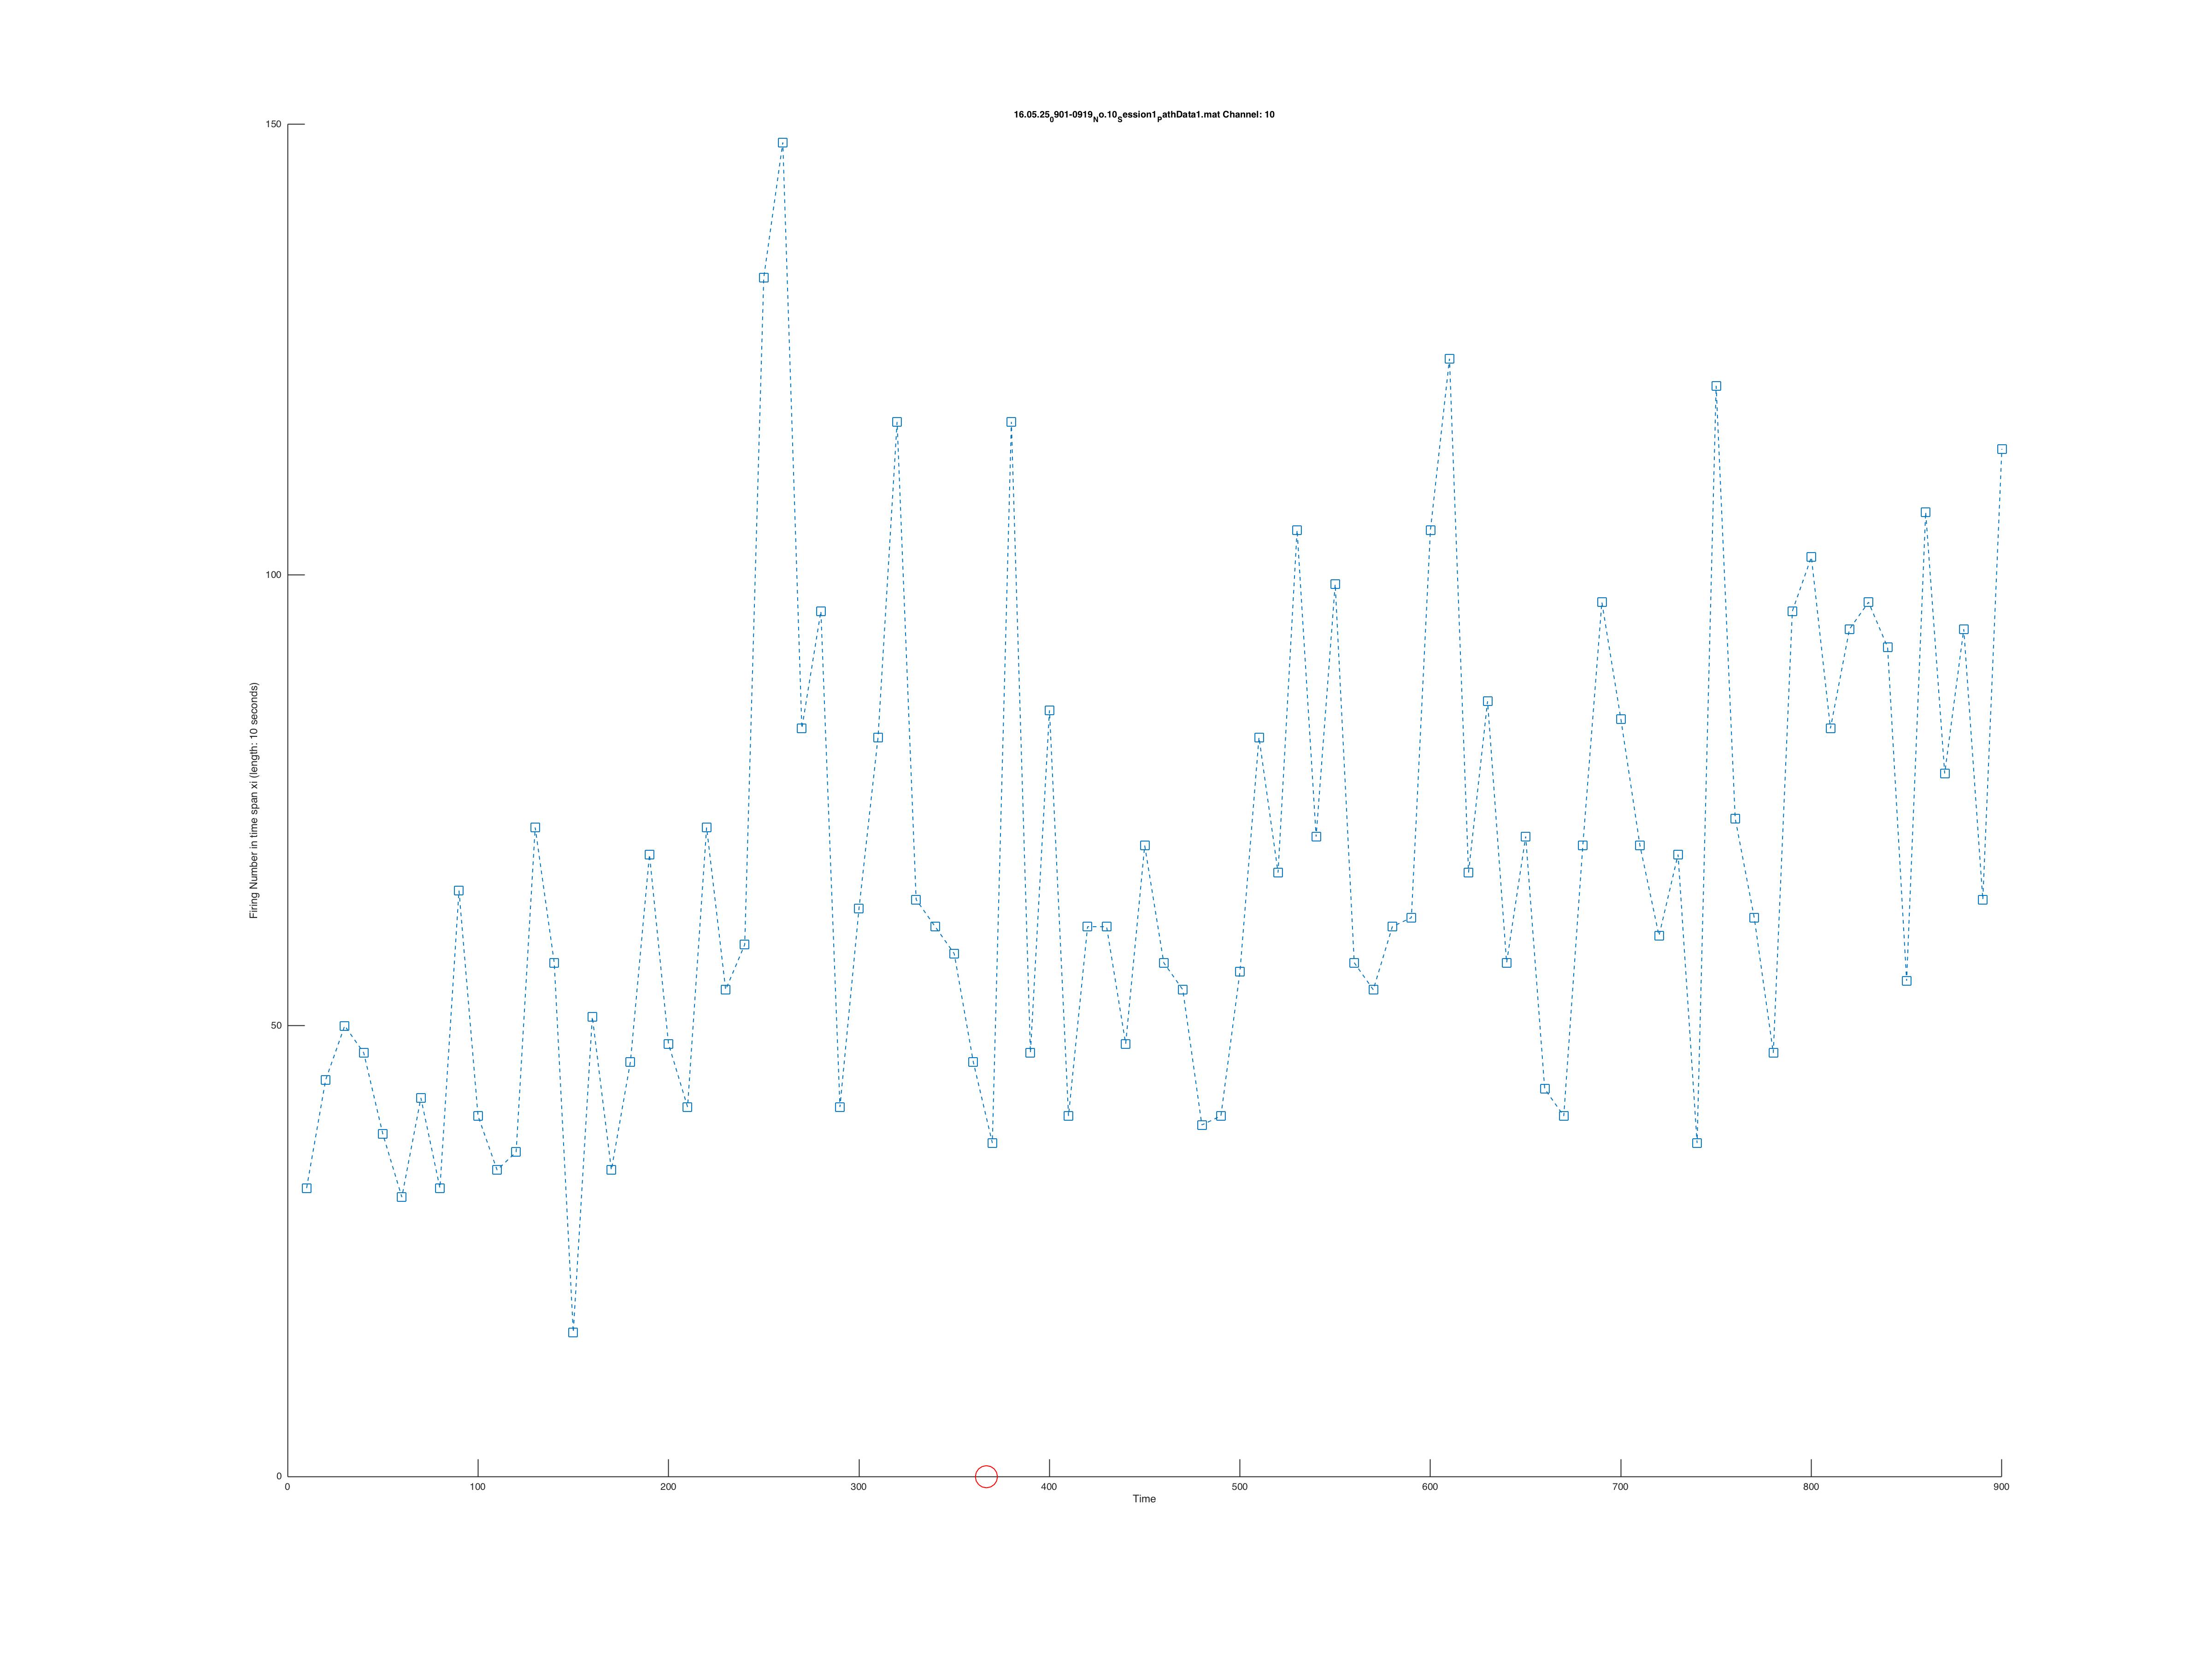 16.05.25_0901-0919_No.10_Session1_PathData1.mat Channel: 10
150
100
50
0
Firing Number in time span xi (length: 10 seconds)
0 100 200 300 400 500 600 700 800 900
Time